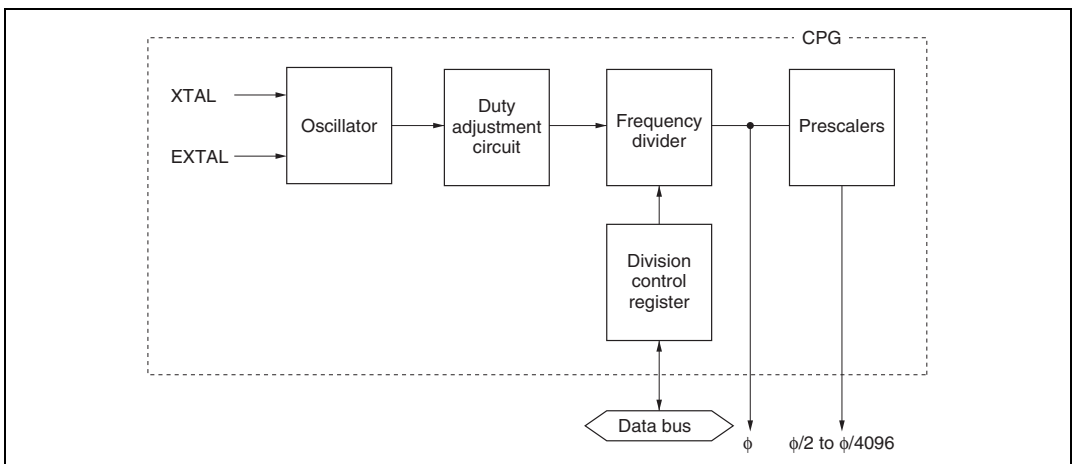 CPG
XTAL
EXTAL
Oscillator
Duty
adjustment
circuit
Frequency
divider
Prescalers
Division
control
register
Data bus
ϕ
ϕ/2 to ϕ/4096